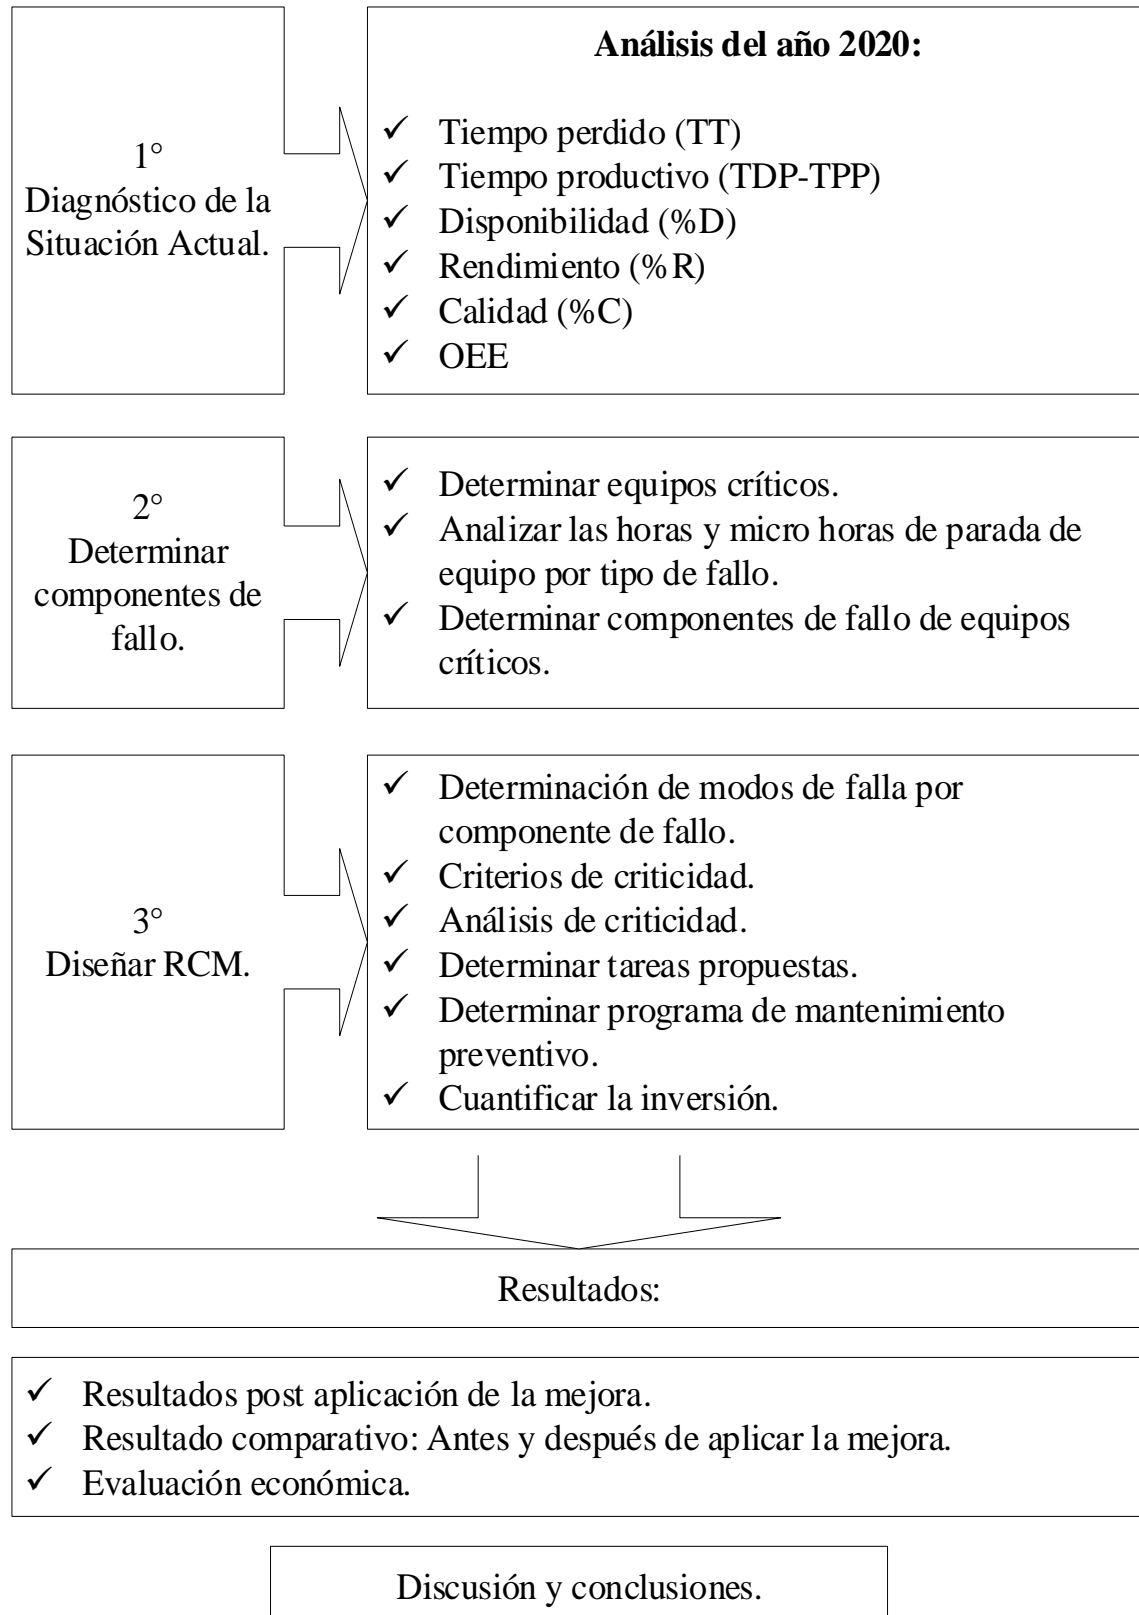 1°
Diagnóstico de la
Situación Actual.
Análisis del año 2020:
✓ Tiempo perdido (TT)
✓ Tiempo productivo (TDP-TPP)
✓ Disponibilidad (%D)
✓ Rendimiento (%R)
✓ Calidad (%C)
✓ OEE
2°
Determinar
componentes de
fallo.
✓ Determinar equipos críticos.
✓ Analizar las horas y micro horas de parada de
equipo por tipo de fallo.
✓ Determinar componentes de fallo de equipos
críticos.
3°
Diseñar RCM.
✓ Determinación de modos de falla por
componente de fallo.
✓ Criterios de criticidad.
✓ Análisis de criticidad.
✓ Determinar tareas propuestas.
✓ Determinar programa de mantenimiento
preventivo.
✓ Cuantificar la inversión.
Resultados:
✓ Resultados post aplicación de la mejora.
✓ Resultado comparativo: Antes y después de aplicar la mejora.
✓ Evaluación económica.
Discusión y conclusiones.